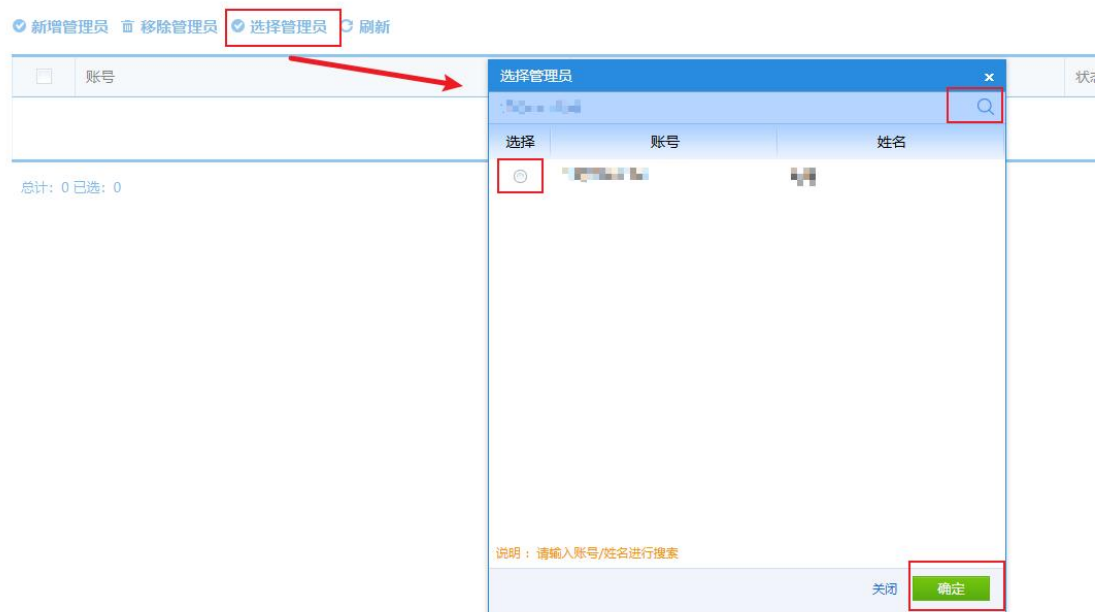 新增管理员 移除管理员 选择管理员 刷新
账号 状态
总计：0 已选：0
选择管理员 x
选择 账号 姓名
说明：请输入账号/姓名进行搜索
关闭 确定